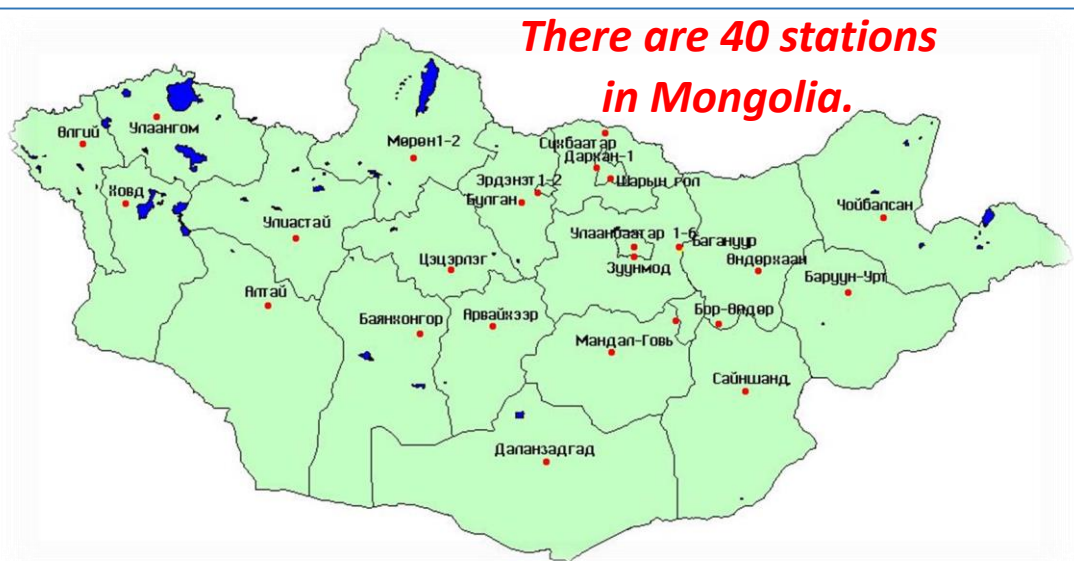 There are 40 stations
in Mongolia.
Өлгий
Улаангом
Мөрөн1-2
Сүхбаатар
Дархан-1
Шарын гол
Ховд
Эрдэнэт1-2
Булган
Чойбалсан
Улиастай
Улаанбаатар 1-6
Багануур
Зуунмод
Өндөрхаан
Цэцэрлэг
Баруун-Урт
Алтай
Баянхонгор
Арвайхээр
Бор-Өндөр
Мандал-Говь
Сайншанд
Даланзадгад